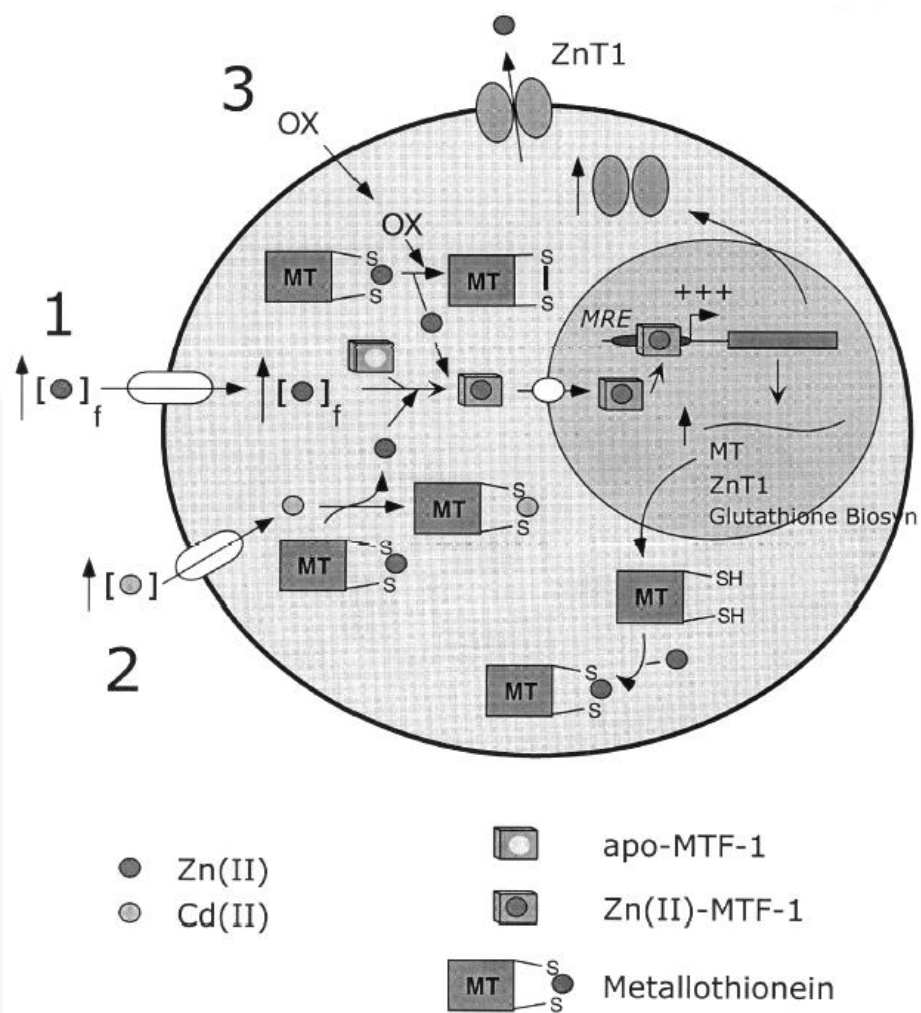 ZnT1
3
OX
OX
MT
S
S
MT
S
S
1
[ ]f
[ ]f
MRE
+++
MT
ZnT1
Glutathione Biosyn
MT
S
S
MT
S
S
[ ]
2
MT
SH
SH
MT
S
S
Zn(II)
Cd(II)
apo-MTF-1
Zn(II)-MTF-1
MT
S
S
Metallothionein